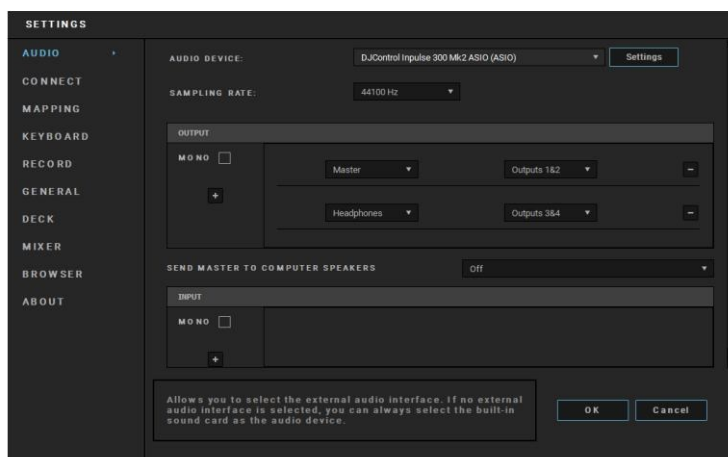 SETTINGS
AUDIO
CONNECT
MAPPING
KEYBOARD
RECORD
GENERAL
DECK
MIXER
BROWSER
ABOUT
AUDIO DEVICE: DJControl Inpulse 300 Mk2 ASIO (ASIO) Settings
SAMPLING RATE: 44100 Hz
OUTPUT
MONO
Master Outputs 1&2 −
+
Headphones Outputs 3&4 −
SEND MASTER TO COMPUTER SPEAKERS Off
INPUT
MONO
+
Allows you to select the external audio interface. If no external
audio interface is selected, you can always select the built-in
sound card as the audio device.
OK Cancel